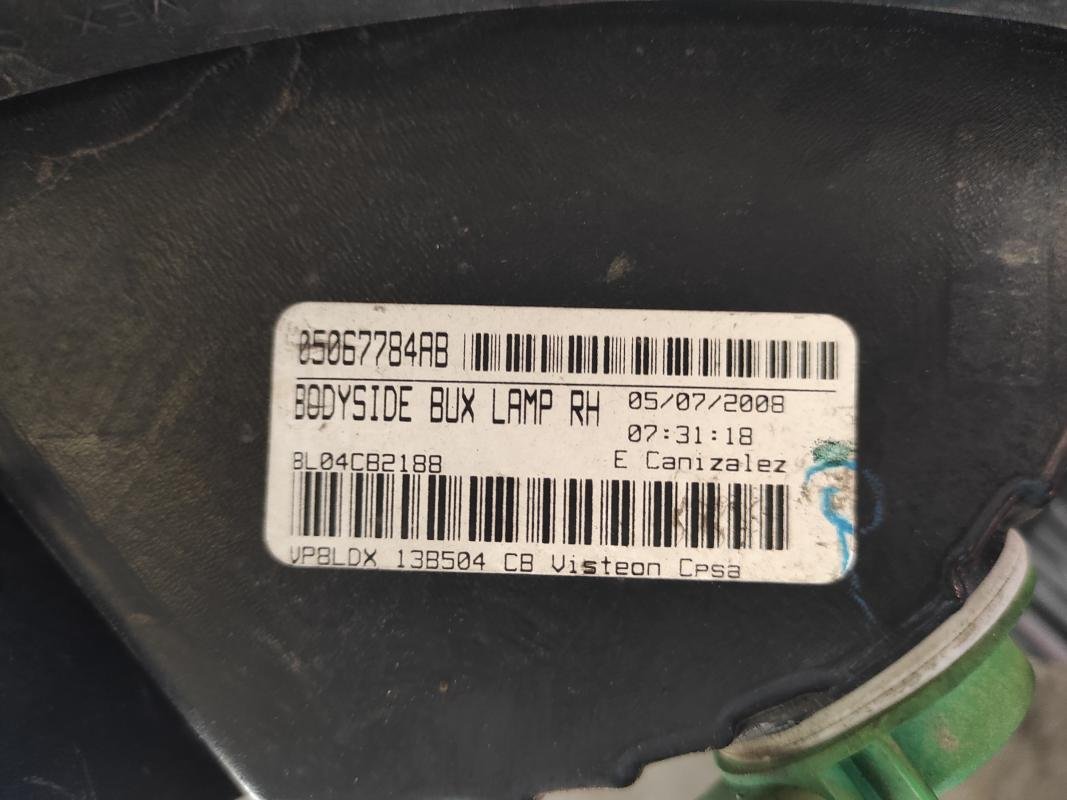 05067784AB
BODYSIDE BUX LAMP RH 05/07/2008
07:31:18
8L04CB2188 E Canizalez
VP8LDX 13B504 CB Visteon Cpsa